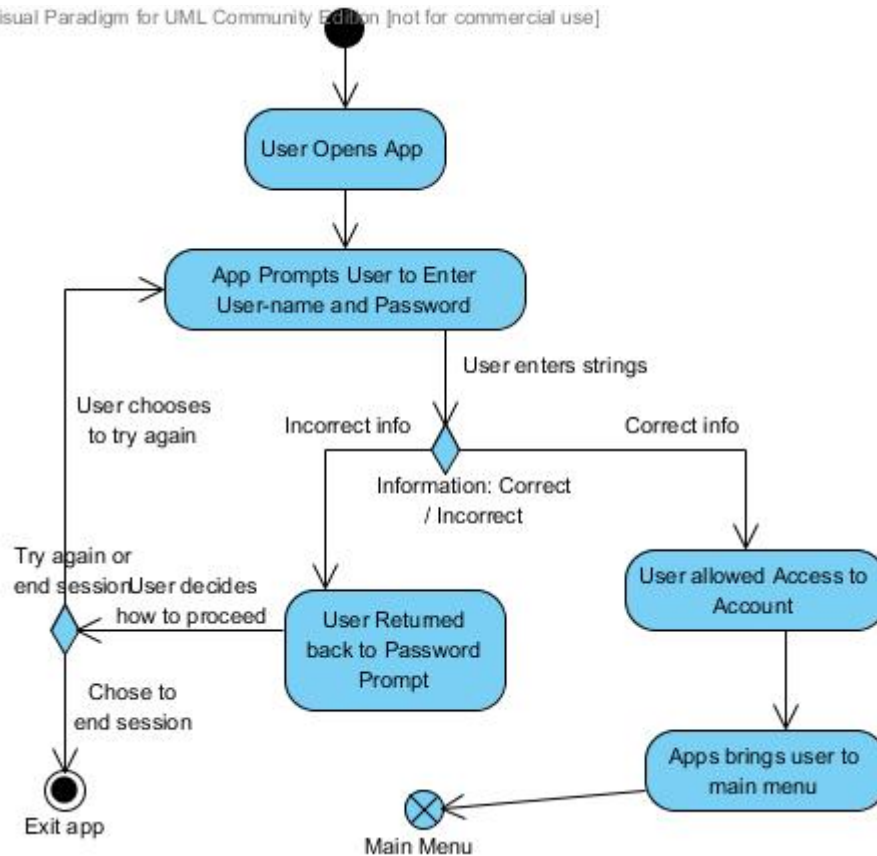 isual Paradigm for UML Community Edition [not for commercial use]
User Opens App
App Prompts User to Enter
User-name and Password
User enters strings
User chooses
to try again
Incorrect info
Correct info
Information: Correct
/ Incorrect
Try again or
end session
User decides
how to proceed
User Returned
back to Password
Prompt
User allowed Access to
Account
Chose to
end session
Apps brings user to
main menu
Exit app
Main Menu